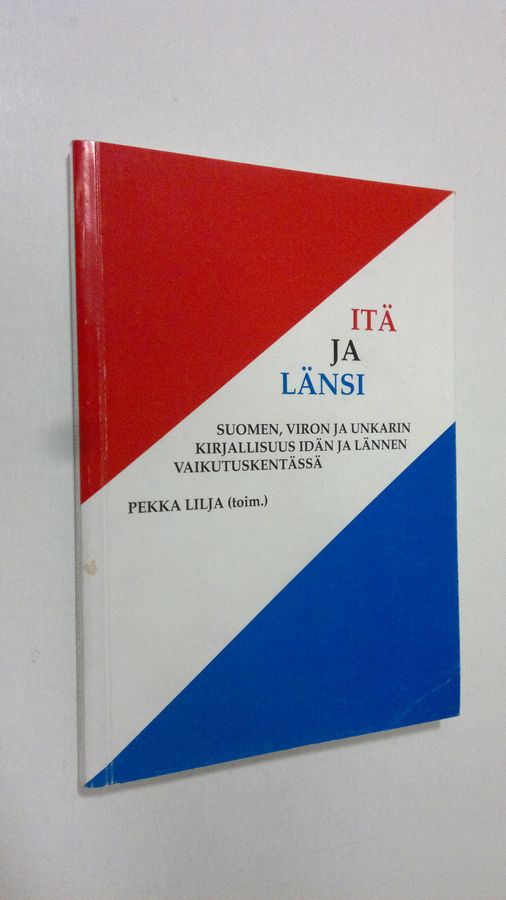 ITÄ
JA
LÄNSI
SUOMEN, VIRON JA UNKARIN
KIRJALLISUUS IDÄN JA LÄNNEN
VAIKUTUSKENTÄSSÄ
PEKKA LILJA (toim.)